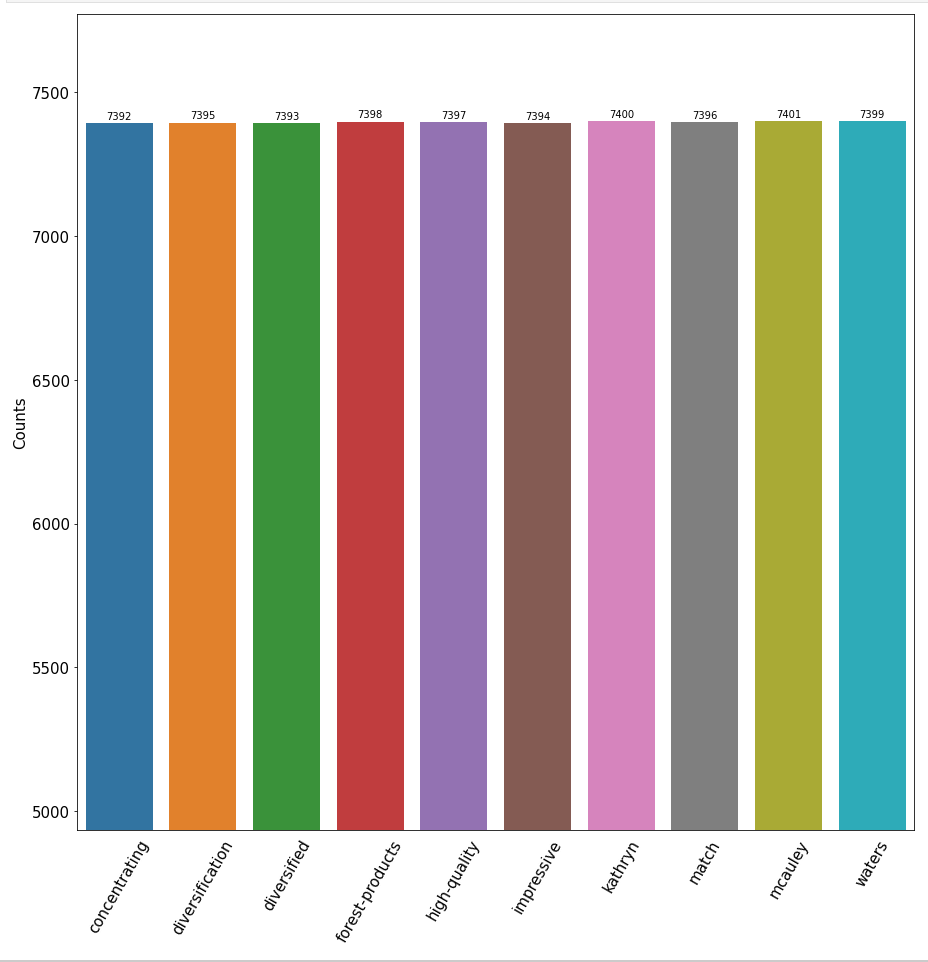 Counts
7500
7000
6500
6000
5500
5000
7392 7395 7393 7398 7397 7394 7400 7396 7401 7399
concentrating diversification diversified forest-products high-quality impressive kathryn match mcauley waters